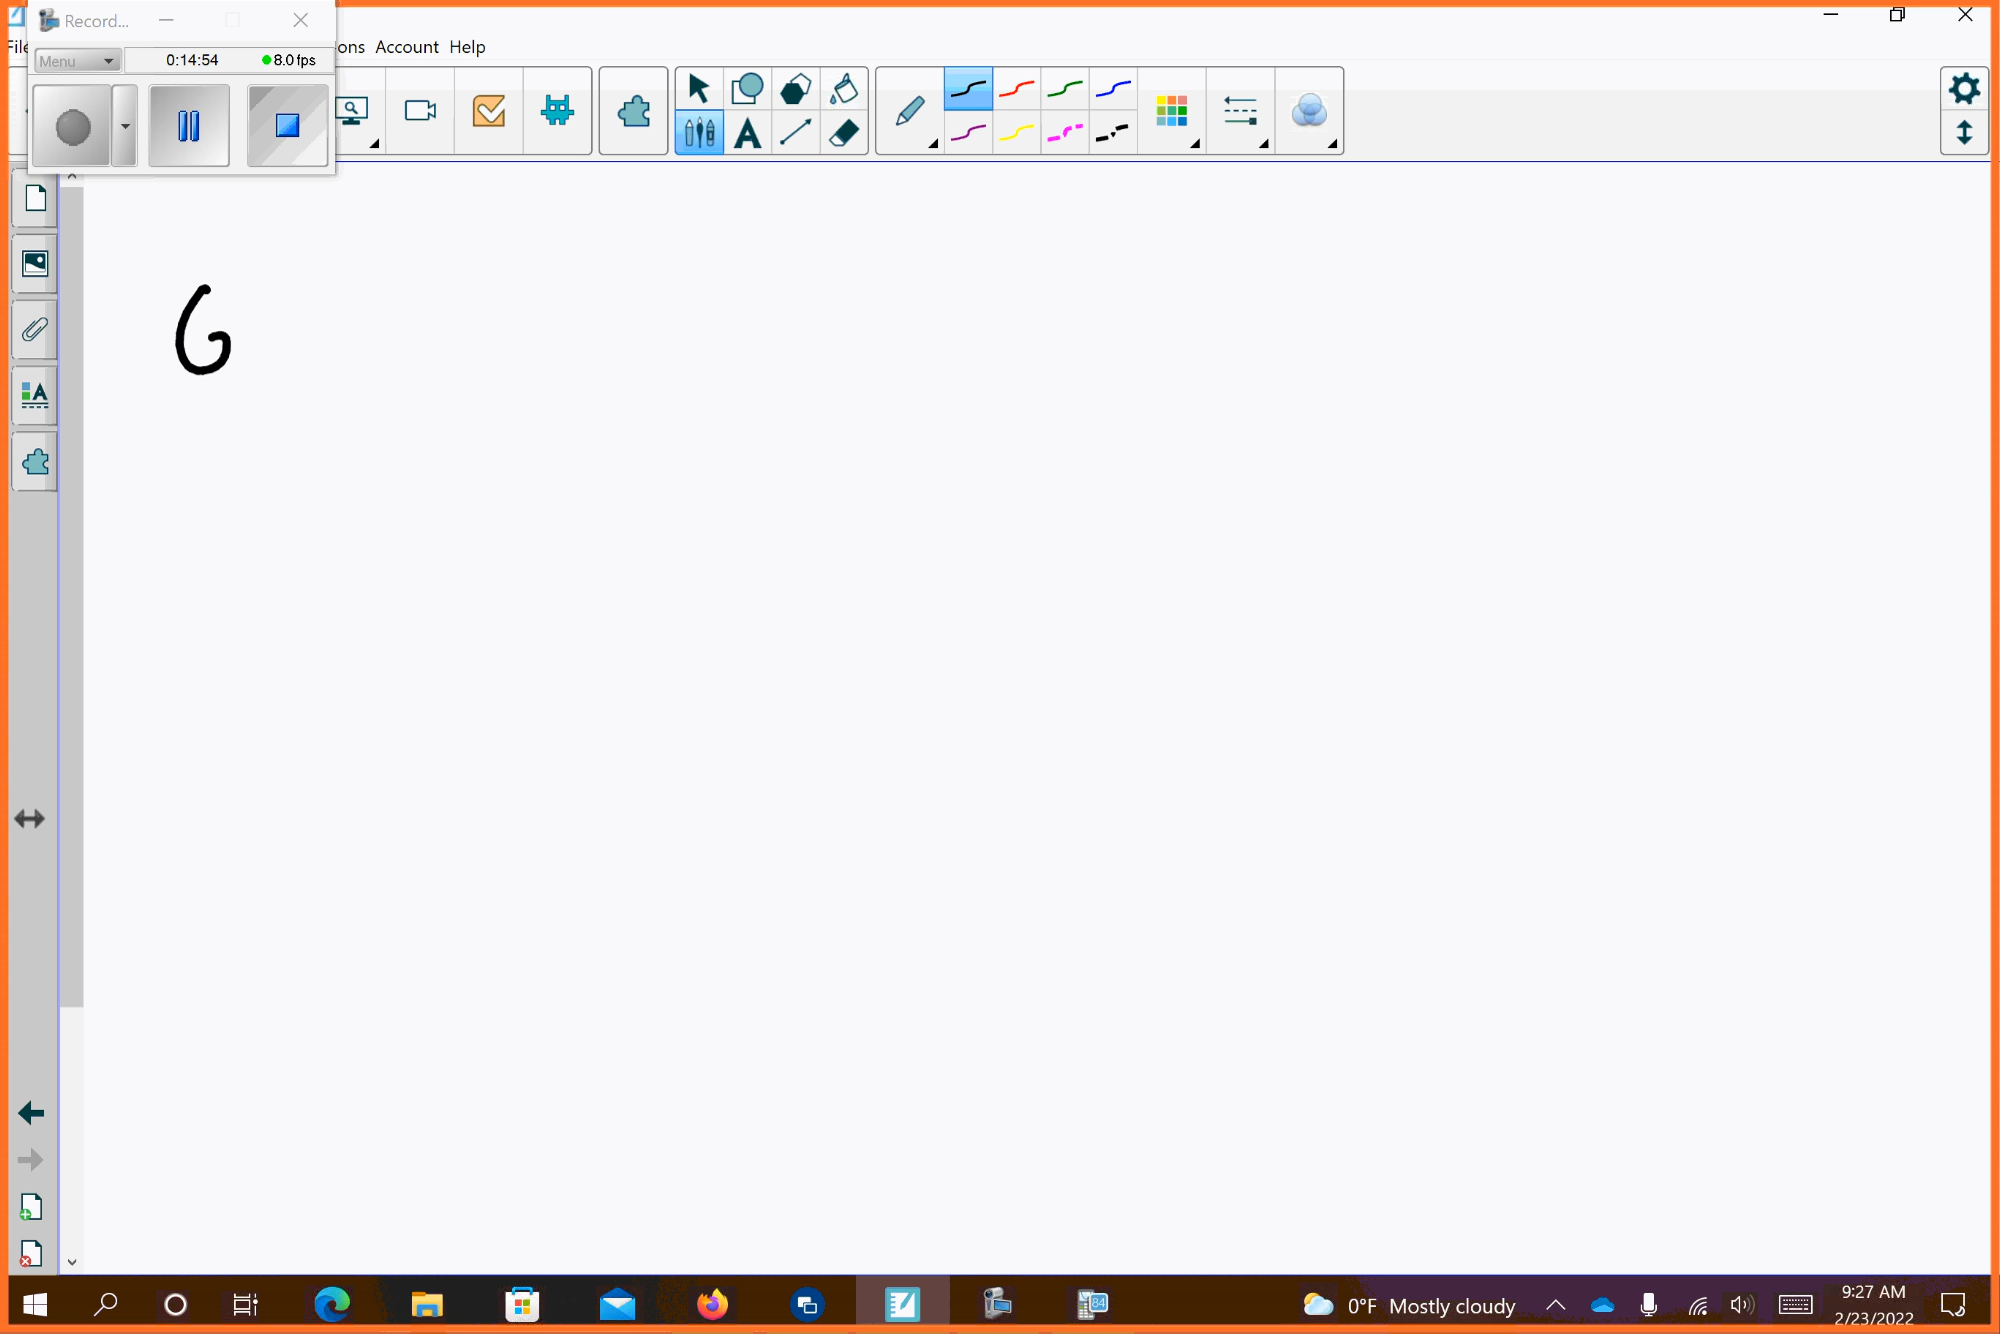 Record...
File
ons Account Help
Menu
0:14:54
8.0 fps
A
A
6
84
0°F Mostly cloudy
9:27 AM
2/23/2022